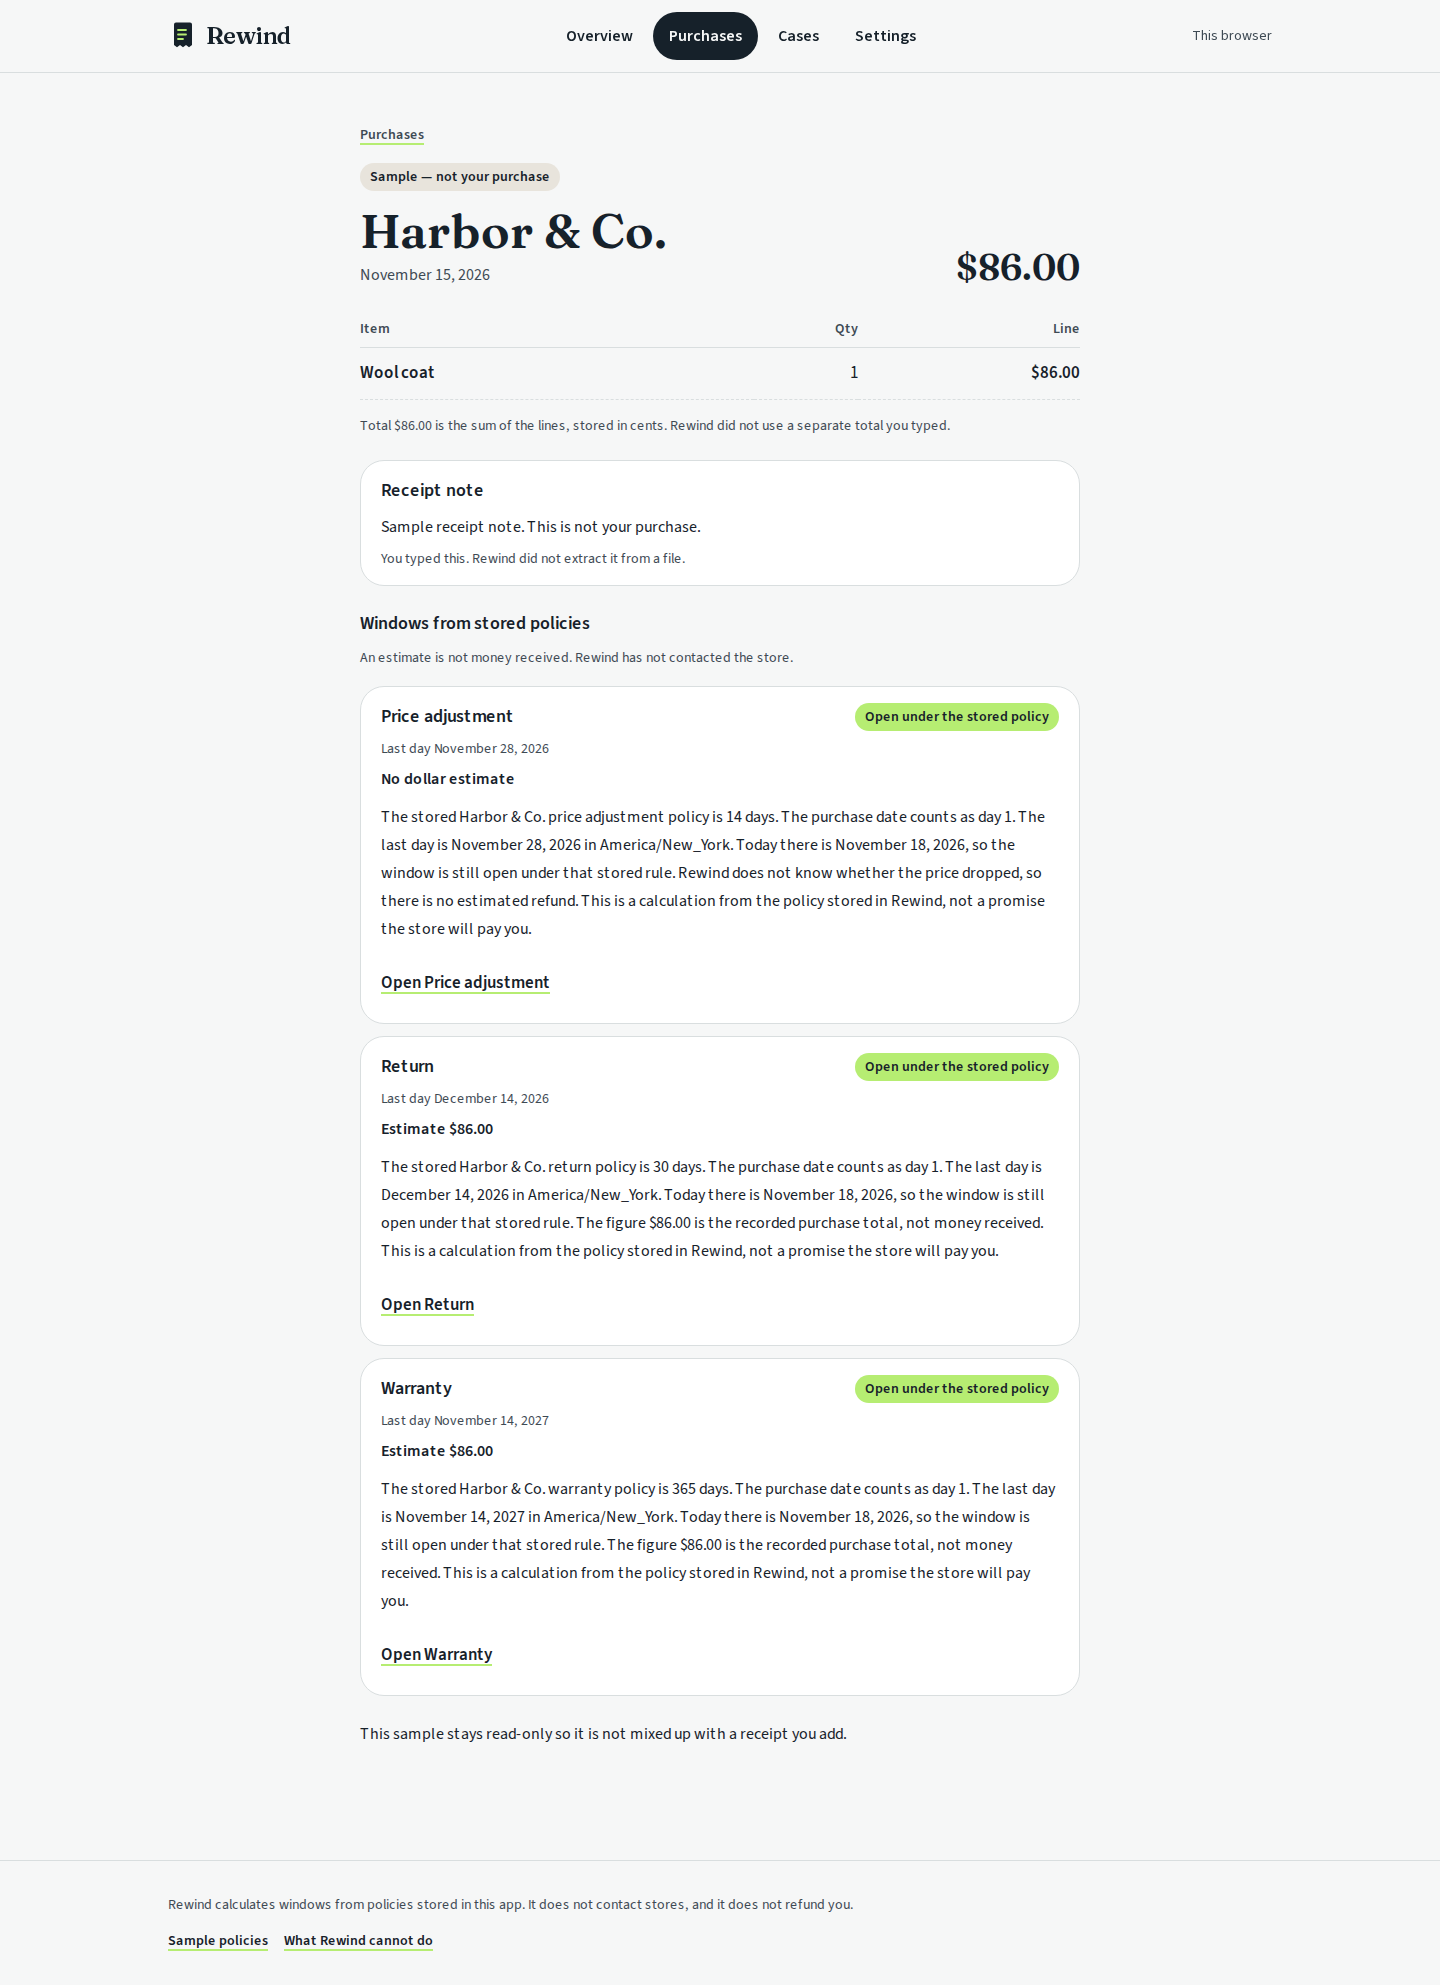 Rewind
Overview
Purchases
Cases
Settings
This browser
Purchases
Sample — not your purchase
Harbor & Co.
November 15, 2026
$86.00
Item Qty Line
Wool coat 1 $86.00
Total $86.00 is the sum of the lines, stored in cents. Rewind did not use a separate total you typed.
Receipt note
Sample receipt note. This is not your purchase.
You typed this. Rewind did not extract it from a file.
Windows from stored policies
An estimate is not money received. Rewind has not contacted the store.
Price adjustment
Open under the stored policy
Last day November 28, 2026
No dollar estimate
The stored Harbor & Co. price adjustment policy is 14 days. The purchase date counts as day 1. The
last day is November 28, 2026 in America/New_York. Today there is November 18, 2026, so the
window is still open under that stored rule. Rewind does not know whether the price dropped, so
there is no estimated refund. This is a calculation from the policy stored in Rewind, not a promise
the store will pay you.
Open Price adjustment
Return
Open under the stored policy
Last day December 14, 2026
Estimate $86.00
The stored Harbor & Co. return policy is 30 days. The purchase date counts as day 1. The last day is
December 14, 2026 in America/New_York. Today there is November 18, 2026, so the window is still
open under that stored rule. The figure $86.00 is the recorded purchase total, not money received.
This is a calculation from the policy stored in Rewind, not a promise the store will pay you.
Open Return
Warranty
Open under the stored policy
Last day November 14, 2027
Estimate $86.00
The stored Harbor & Co. warranty policy is 365 days. The purchase date counts as day 1. The last day
is November 14, 2027 in America/New_York. Today there is November 18, 2026, so the window is
still open under that stored rule. The figure $86.00 is the recorded purchase total, not money
received. This is a calculation from the policy stored in Rewind, not a promise the store will pay
you.
Open Warranty
This sample stays read-only so it is not mixed up with a receipt you add.
Rewind calculates windows from policies stored in this app. It does not contact stores, and it does not refund you.
Sample policies
What Rewind cannot do